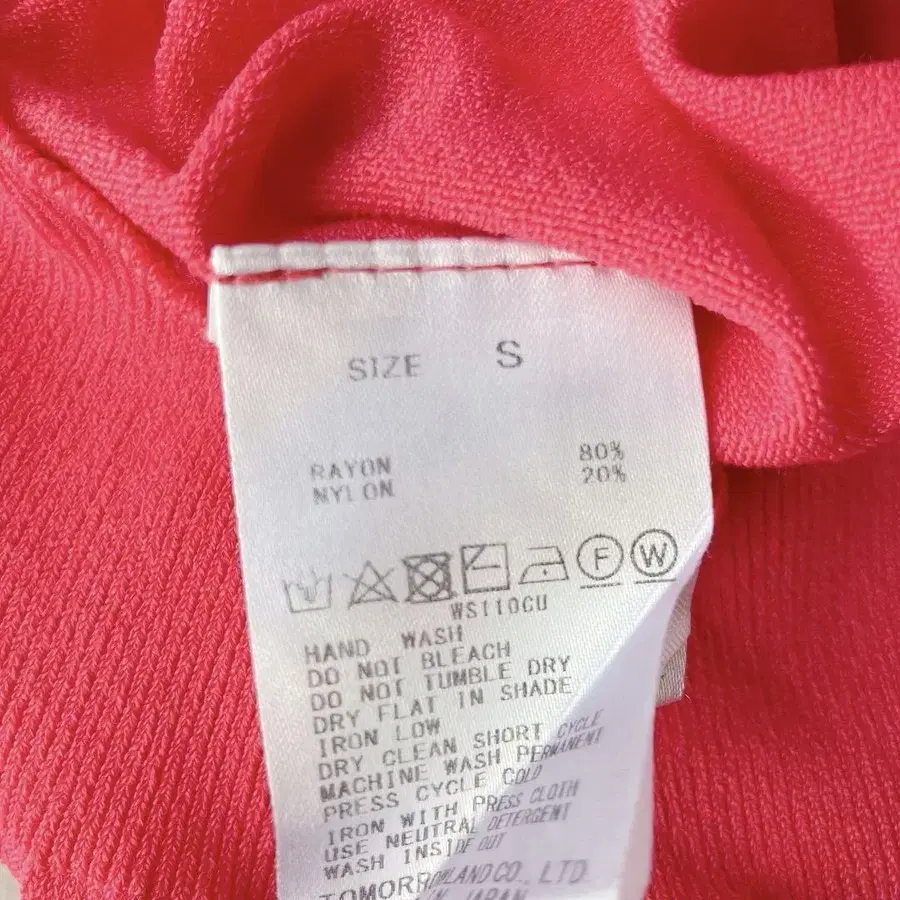 SIZE S
RAYON 80%
NYLON 20%
F W
WS110CU
HAND WASH
DO NOT BLEACH
DO NOT TUMBLE DRY
DRY FLAT IN SHADE
IRON LOW
DRY CLEAN SHORT CYCLE
MACHINE WASH PERMANENT
PRESS CYCLE COLD
IRON WITH PRESS CLOTH
USE NEUTRAL DETERGENT
WASH INSIDE OUT
TOMORROWLAND CO., LTD.
IN JAPAN